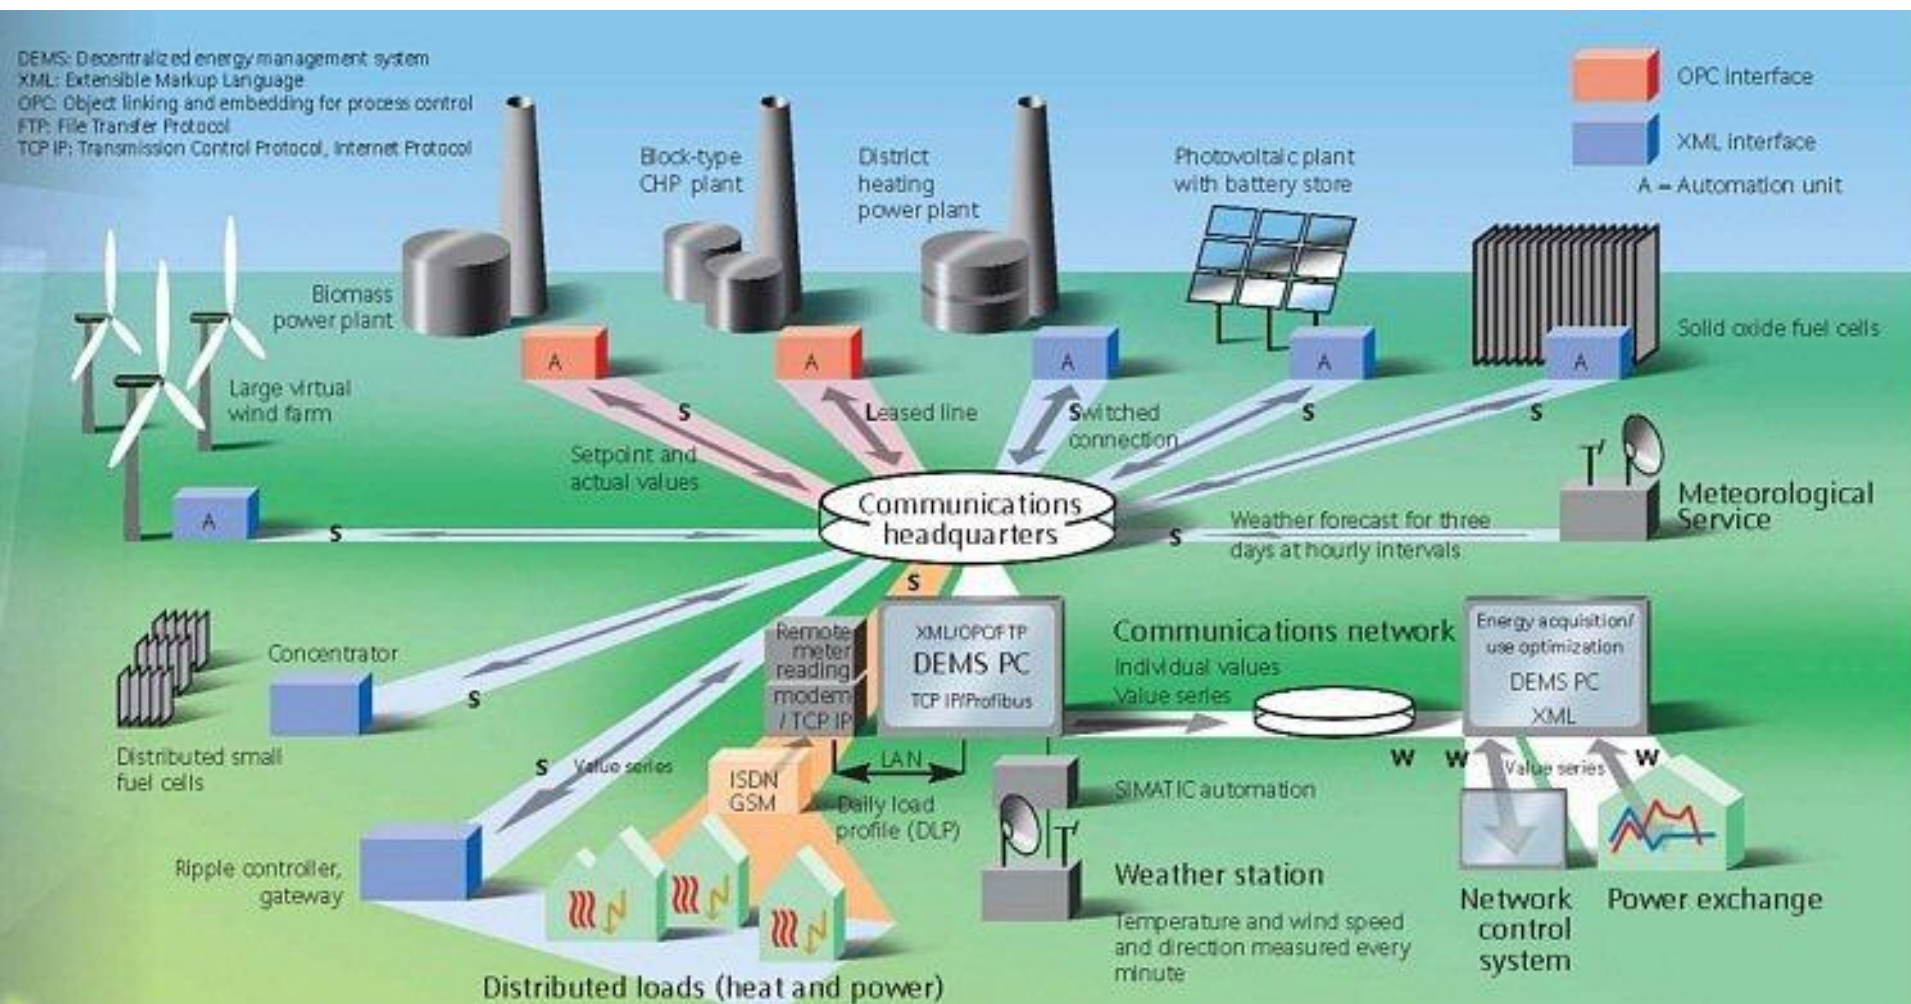 DEMS: Decentralized energy management system
XML: Extensible Markup Language
OPC: Object linking and embedding for process control
FTP: File Transfer Protocol
TCP IP: Transmission Control Protocol, Internet Protocol
OPC interface
XML interface
A = Automation unit
Block-type
CHP plant
District
heating
power plant
Photovoltaic plant
with battery store
Biomass
power plant
Solid oxide fuel cells
Large virtual
wind farm
A
A
A
A
A
S
Leased line
Switched
connection
S
S
Setpoint and
actual values
Communications
headquarters
Meteorological
Service
A
S
S
Weather forecast for three
days at hourly intervals
S
Concentrator
S
Distributed small
fuel cells
Remote
meter
reading
modem
/ TCP IP
XML/OPC/FTP
DEMS PC
TCP IP/Profibus
Communications network
Individual values
Value series
Energy acquisition/
use optimization
DEMS PC
XML
S
Value series
ISDN
GSM
LAN
Daily load
profile (DLP)
SIMATIC automation
W
W
Value series
W
Ripple controller,
gateway
Weather station
Temperature and wind speed
and direction measured every
minute
Network
control
system
Power exchange
Distributed loads (heat and power)